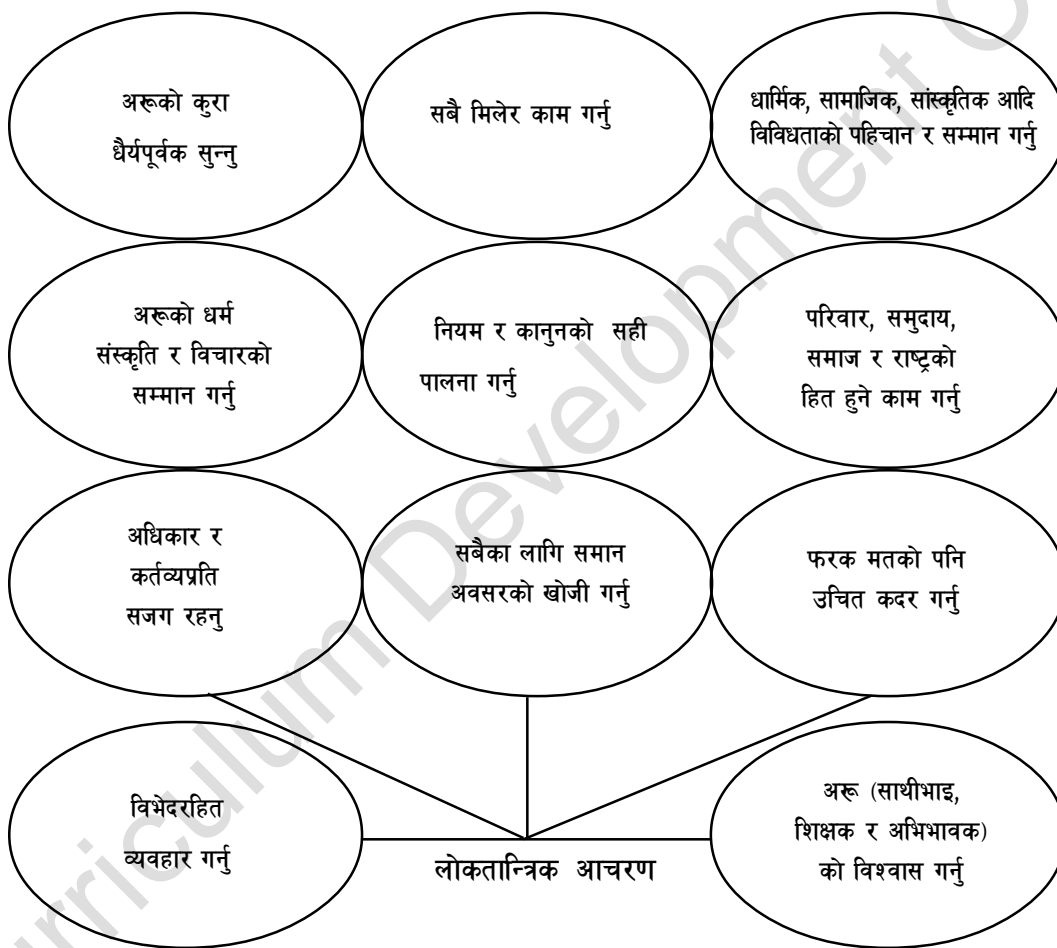 अरूको कुरा
धैर्यपूर्वक सुन्नु
सबै मिलेर काम गर्नु
धार्मिक, सामाजिक, सांस्कृतिक आदि
विविधताको पहिचान र सम्मान गर्नु
अरूको धर्म
संस्कृति र विचारको
सम्मान गर्नु
नियम र कानुनको सही
पालना गर्नु
परिवार, समुदाय,
समाज र राष्ट्रको
हित हुने काम गर्नु
अधिकार र
कर्तव्यप्रति
सजग रहनु
सबैका लागि समान
अवसरको खोजी गर्नु
फरक मतको पनि
उचित कदर गर्नु
विभेदरहित
व्यवहार गर्नु
लोकतान्त्रिक आचरण
अरू (साथीभाइ,
शिक्षक र अभिभावक)
को विश्वास गर्नु
urriculum Development C